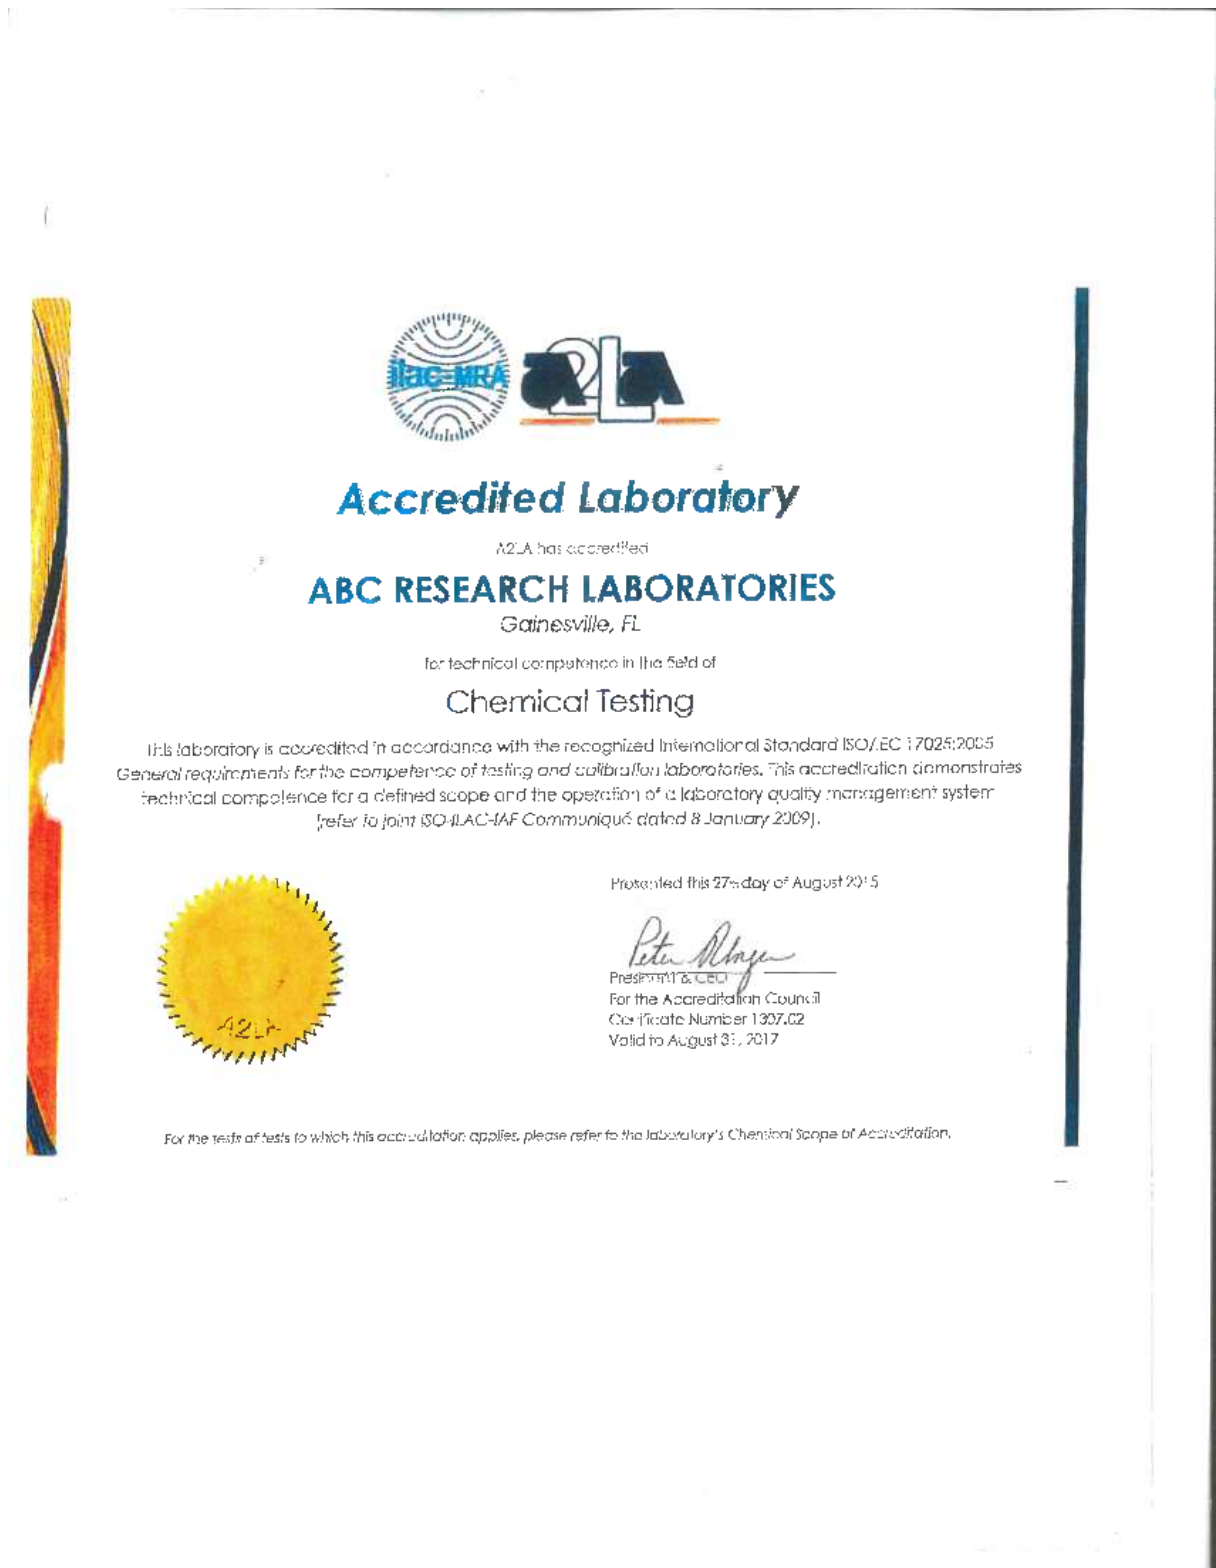 ilac-MRA A2LA
Accredited Laboratory
A2LA has accredited
ABC RESEARCH LABORATORIES
Gainesville, FL
for technical competence in the field of
Chemical Testing
This laboratory is accredited in accordance with the recognized International Standard ISO/IEC 17025:2005
General requirements for the competence of testing and calibration laboratories. This accreditation demonstrates
technical competence for a defined scope and the operation of a laboratory quality management system
(refer to joint ISO-ILAC-IAF Communiqué dated 8 January 2009).
Presented this 27th day of August 2015
Peter
President & CEO
For the Accreditation Council
Certificate Number 1307.02
Valid to August 31, 2017
A2LA
For the tests of tests to which this accreditation applies, please refer to the laboratory's Chemical Scope of Accreditation.